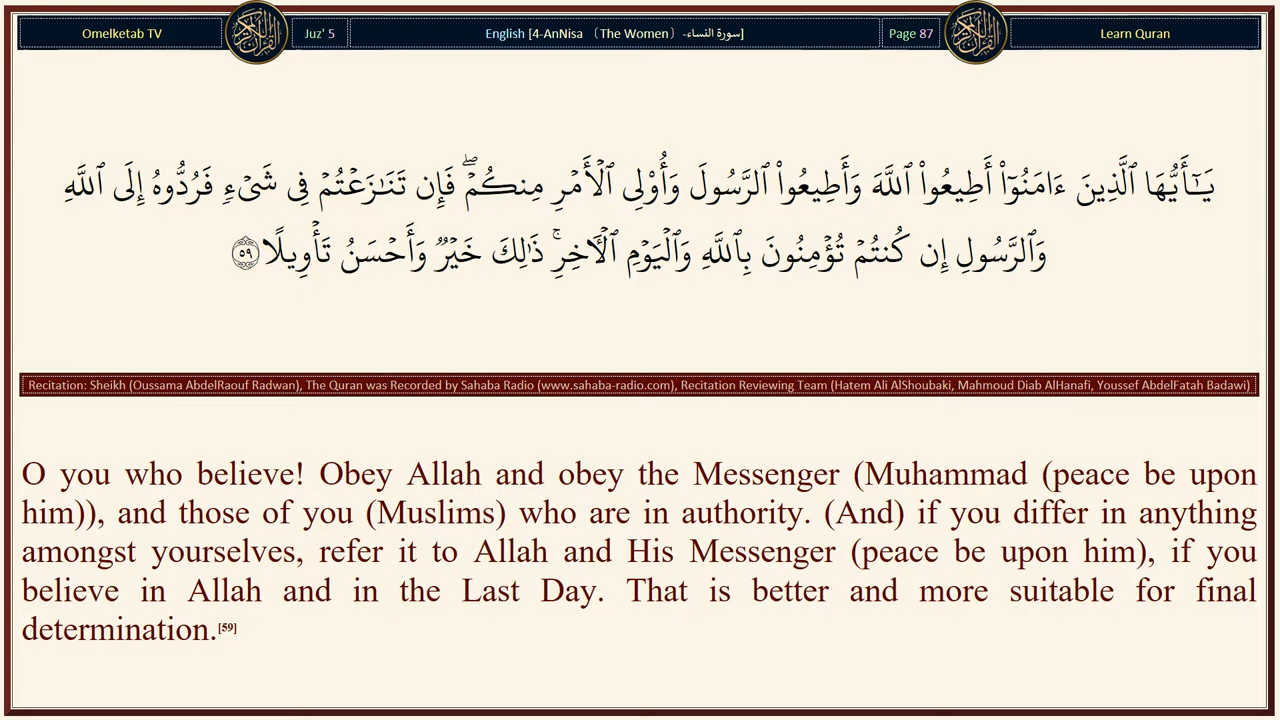 Omelketab TV
Juz' 5
English [4-AnNisa (The Women) -سورة النساء]
Page 87
Learn Quran
يَـٰٓأَيُّهَا ٱلَّذِينَ ءَامَنُوٓا۟ أَطِيعُوا۟ ٱللَّهَ وَأَطِيعُوا۟ ٱلرَّسُولَ وَأُو۟لِى ٱلْأَمْرِ مِنكُمْ ۖ فَإِن تَنَـٰزَعْتُمْ فِى شَىْءٍ فَرُدُّوهُ إِلَى ٱللَّهِ
وَٱلرَّسُولِ إِن كُنتُمْ تُؤْمِنُونَ بِٱللَّهِ وَٱلْيَوْمِ ٱلْـَٔاخِرِ ۚ ذَٰلِكَ خَيْرٌ وَأَحْسَنُ تَأْوِيلًا ٥٩
Recitation: Sheikh (Oussama AbdelRaouf Radwan), The Quran was Recorded by Sahaba Radio (www.sahaba-radio.com), Recitation Reviewing Team (Hatem Ali AlShoubaki, Mahmoud Diab AlHanafi, Youssef AbdelFatah Badawi)
O you who believe! Obey Allah and obey the Messenger (Muhammad (peace be upon
him)), and those of you (Muslims) who are in authority. (And) if you differ in anything
amongst yourselves, refer it to Allah and His Messenger (peace be upon him), if you
believe in Allah and in the Last Day. That is better and more suitable for final
determination.[59]